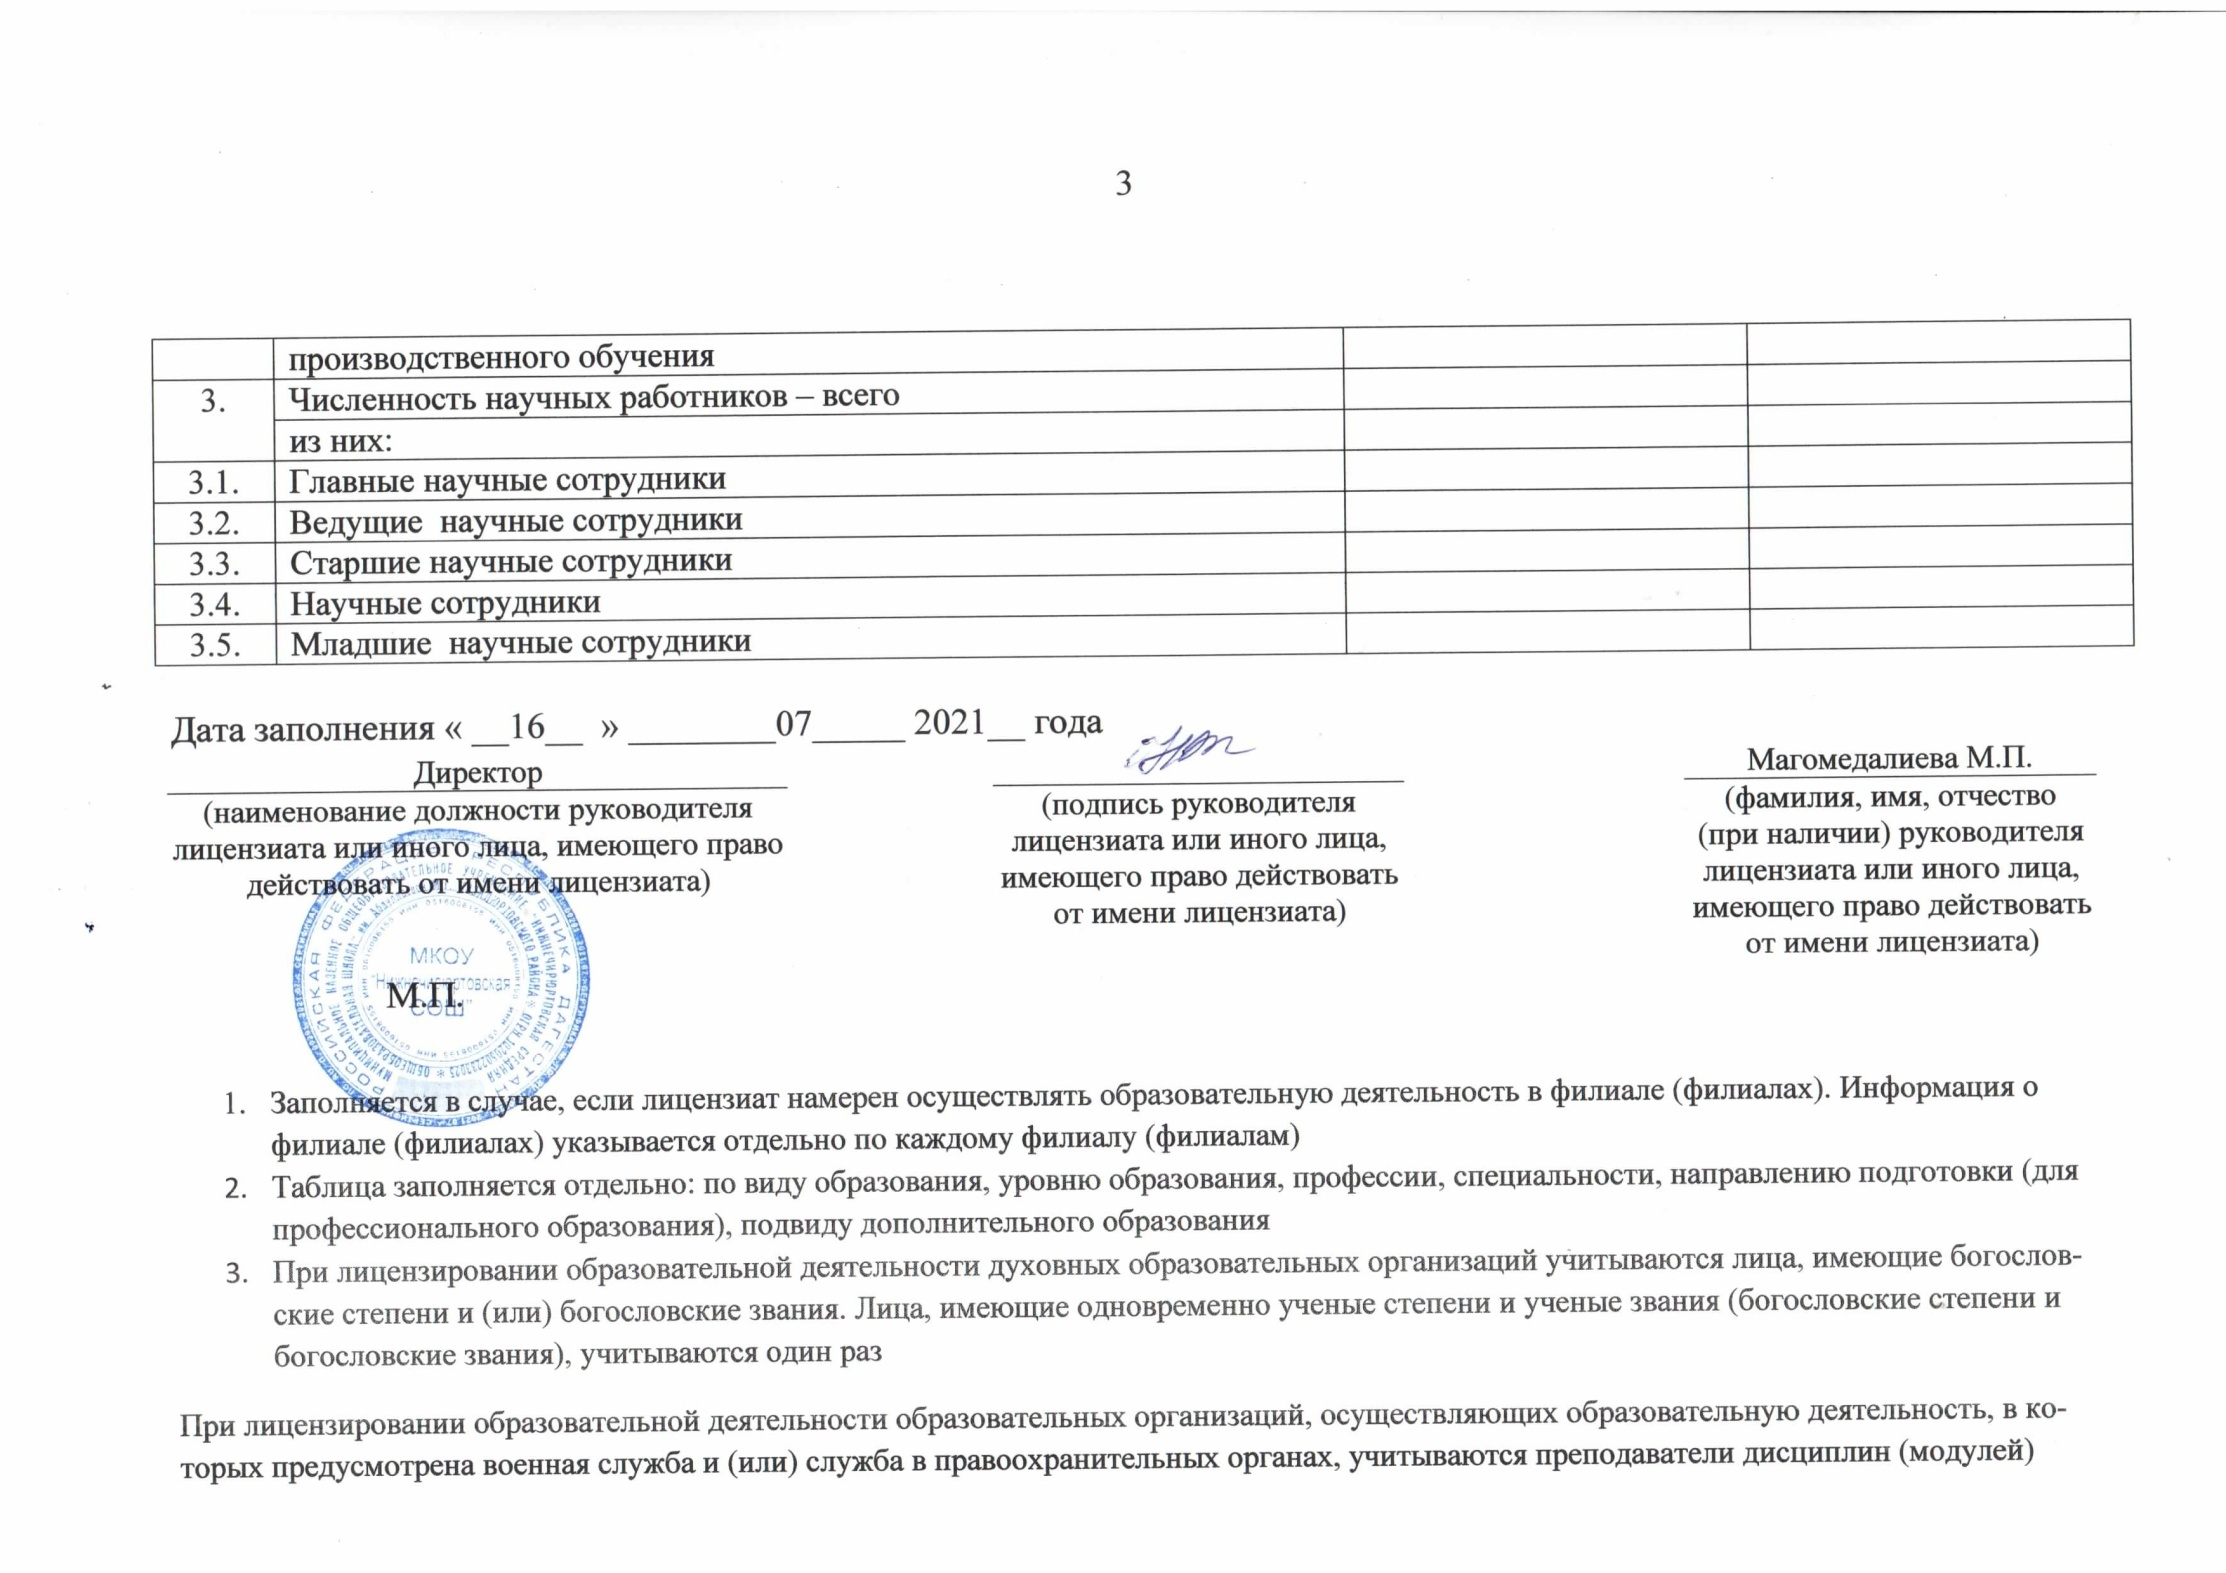 3
производственного обучения
3. Численность научных работников – всего
из них:
3.1. Главные научные сотрудники
3.2. Ведущие научные сотрудники
3.3. Старшие научные сотрудники
3.4. Научные сотрудники
3.5. Младшие научные сотрудники
Дата заполнения « __16__ » ________07_____ 2021__ года
Директор
(наименование должности руководителя
лицензиата или иного лица, имеющего право
действовать от имени лицензиата)
(подпись руководителя
лицензиата или иного лица,
имеющего право действовать
от имени лицензиата)
Магомедалиева М.П.
(фамилия, имя, отчество
(при наличии) руководителя
лицензиата или иного лица,
имеющего право действовать
от имени лицензиата)
РОССИЙСКАЯ ФЕДЕРАЦИЯ РЕСПУБЛИКА ДАГЕСТАН
МКОУ
СОШ"
М.П.
1. Заполняется в случае, если лицензиат намерен осуществлять образовательную деятельность в филиале (филиалах). Информация о
филиале (филиалах) указывается отдельно по каждому филиалу (филиалам)
2. Таблица заполняется отдельно: по виду образования, уровню образования, профессии, специальности, направлению подготовки (для
профессионального образования), подвиду дополнительного образования
3. При лицензировании образовательной деятельности духовных образовательных организаций учитываются лица, имеющие богослов-
ские степени и (или) богословские звания. Лица, имеющие одновременно ученые степени и ученые звания (богословские степени и
богословские звания), учитываются один раз
При лицензировании образовательной деятельности образовательных организаций, осуществляющих образовательную деятельность, в ко-
торых предусмотрена военная служба и (или) служба в правоохранительных органах, учитываются преподаватели дисциплин (модулей)